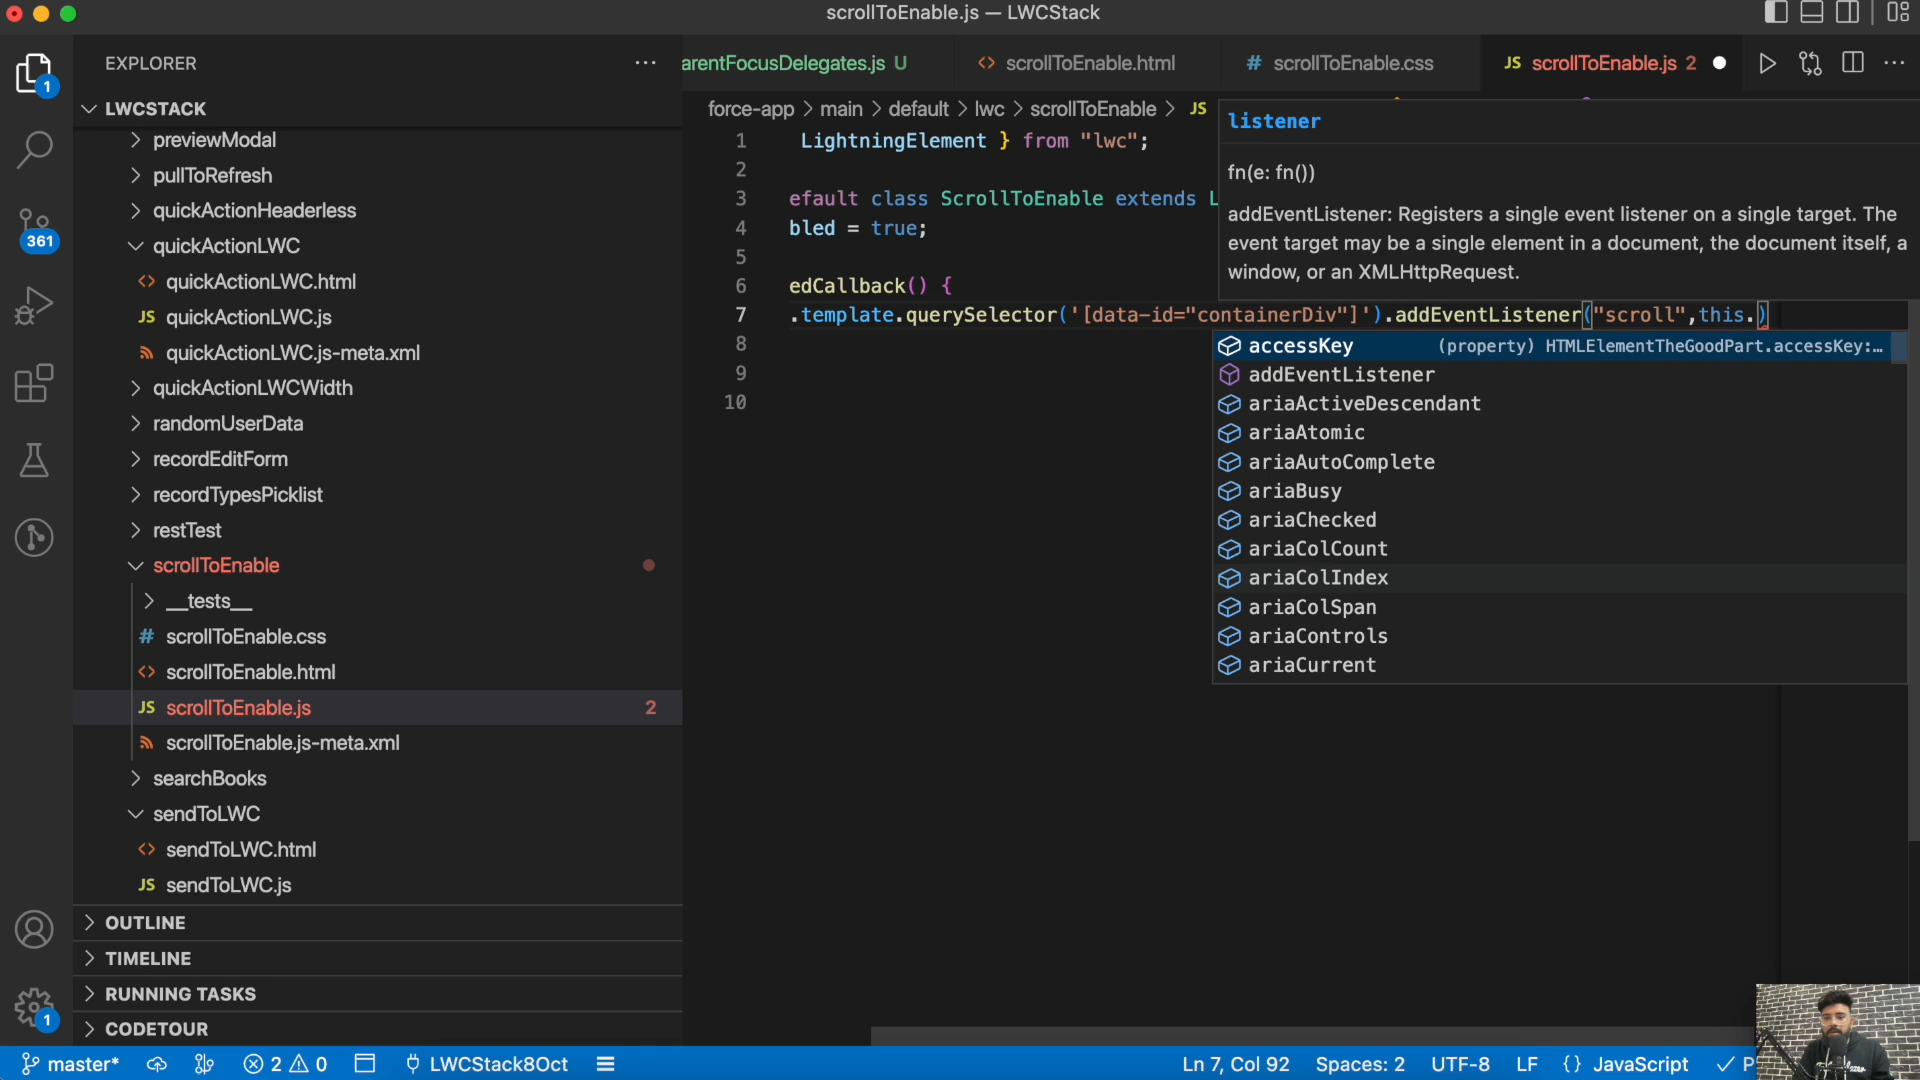 scrollToEnable.js — LWCStack
EXPLORER
arentFocusDelegates.js U
scrollToEnable.html
scrollToEnable.css
JS scrollToEnable.js 2
1
LWCSTACK
force-app > main > default > lwc > scrollToEnable > JS
previewModal
pullToRefresh
quickActionHeaderless
361
quickActionLWC
quickActionLWC.html
JS quickActionLWC.js
quickActionLWC.js-meta.xml
quickActionLWCWidth
randomUserData
recordEditForm
recordTypesPicklist
restTest
scrollToEnable
__tests__
# scrollToEnable.css
scrollToEnable.html
JS scrollToEnable.js 2
scrollToEnable.js-meta.xml
searchBooks
sendToLWC
sendToLWC.html
JS sendToLWC.js
OUTLINE
TIMELINE
RUNNING TASKS
1
CODETOUR
1 LightningElement } from "lwc";
2
3 efault class ScrollToEnable extends L
4 bled = true;
5
6 edCallback() {
7 .template.querySelector('[data-id="containerDiv"]').addEventListener("scroll",this.)
8
9
10
listener
fn(e: fn())
addEventListener: Registers a single event listener on a single target. The
event target may be a single element in a document, the document itself, a
window, or an XMLHttpRequest.
accessKey (property) HTMLElementTheGoodPart.accessKey:…
addEventListener
ariaActiveDescendant
ariaAtomic
ariaAutoComplete
ariaBusy
ariaChecked
ariaColCount
ariaColIndex
ariaColSpan
ariaControls
ariaCurrent
master* 2 0 LWCStack8Oct Ln 7, Col 92 Spaces: 2 UTF-8 LF {} JavaScript P